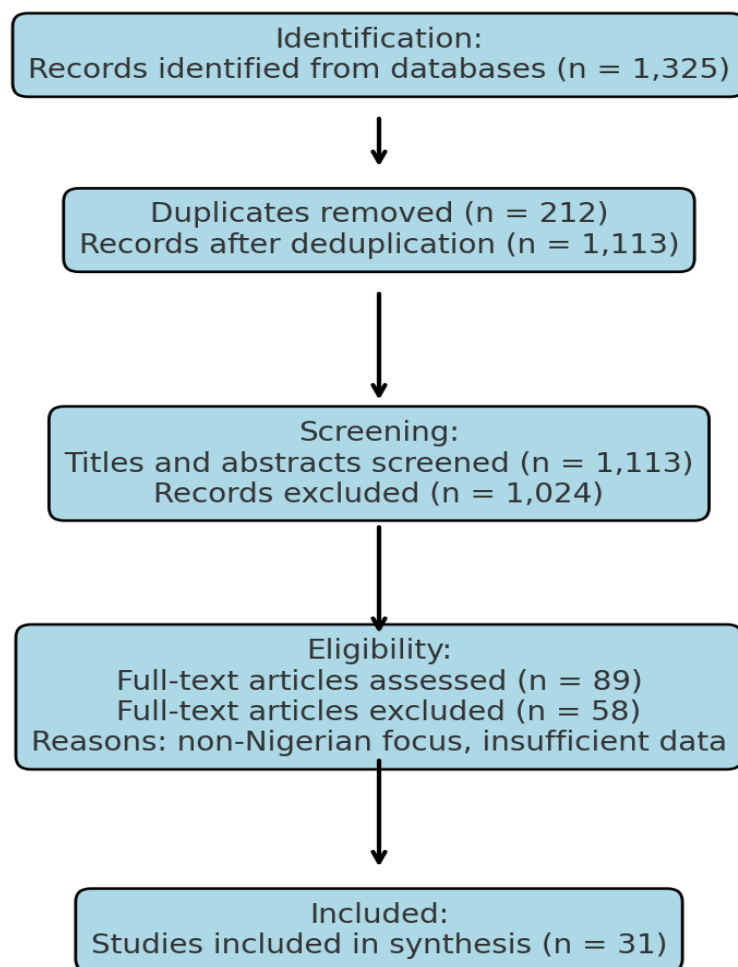 Identification:
Records identified from databases (n = 1,325)
Duplicates removed (n = 212)
Records after deduplication (n = 1,113)
Screening:
Titles and abstracts screened (n = 1,113)
Records excluded (n = 1,024)
Eligibility:
Full-text articles assessed (n = 89)
Full-text articles excluded (n = 58)
Reasons: non-Nigerian focus, insufficient data
Included:
Studies included in synthesis (n = 31)